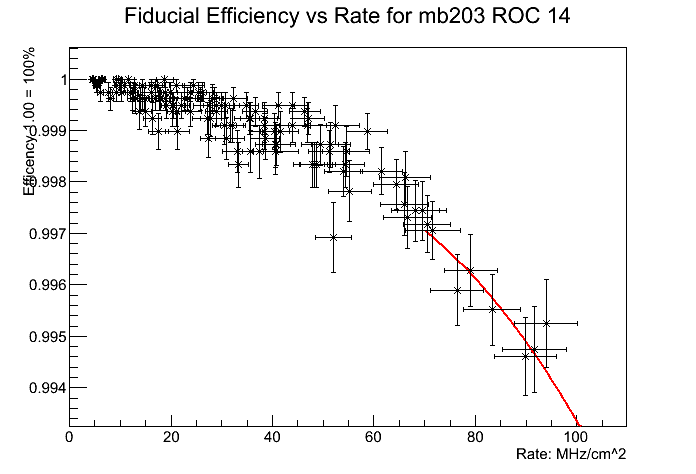 Fiducial Efficiency vs Rate for mb203 ROC 14
Efficency 1.00 = 100%
1
0.999
0.998
0.997
0.996
0.995
0.994
0 20 40 60 80 100
Rate: MHz/cm^2